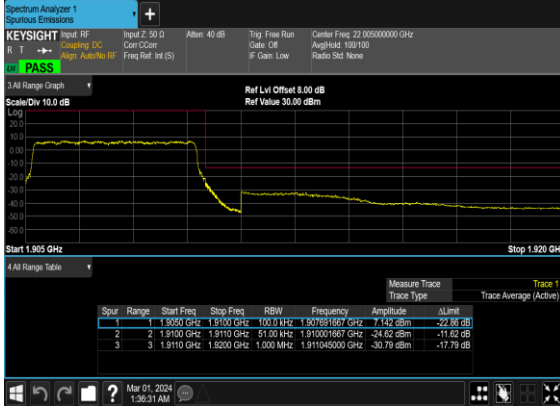 Spectrum Analyzer 1
Spurious Emissions
+
KEYSIGHT Input: RF Input Z: 50 Ω Atten: 40 dB Trig: Free Run Center Freq: 22.005000000 GHz
R T Coupling: DC Corr CCorr Gate: Off Avg|Hold: 100/100
Align: Auto/No RF Freq Ref: Int (S) IF Gain: Low Radio Std: None
PASS
3 All Range Graph
Ref Lvl Offset 8.00 dB
Scale/Div 10.0 dB Ref Value 30.00 dBm
Log
20.0
10.0
0.00
-10.0
-20.0
-30.0
-40.0
-50.0
-60.0
Start 1.905 GHz Stop 1.920 GH
4 All Range Table
Measure Trace Trace 1
Trace Type Trace Average (Active)
Spur Range Start Freq Stop Freq RBW Frequency Amplitude ΔLimit
1 1 1.9050 GHz 1.9100 GHz 100.0 kHz 1.907691667 GHz 7.142 dBm -22.86 dB
2 2 1.9100 GHz 1.9110 GHz 51.00 kHz 1.910001667 GHz -24.62 dBm -11.62 dB
3 3 1.9110 GHz 1.9200 GHz 1.000 MHz 1.911045000 GHz -30.79 dBm -17.79 dB
? Mar 01, 2024
1:36:31 AM